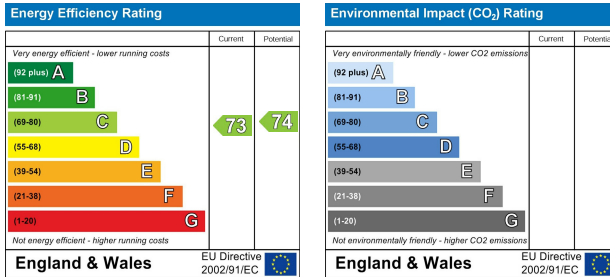 Energy Efficiency Rating
Current Potential
Very energy efficient - lower running costs
(92 plus) A
(81-91) B
(69-80) C
73 74
(55-68) D
(39-54) E
(21-38) F
(1-20) G
Not energy efficient - higher running costs
England & Wales
EU Directive
2002/91/EC
Environmental Impact (CO₂) Rating
Current Potential
Very environmentally friendly - lower CO2 emissions
(92 plus) A
(81-91) B
(69-80) C
(55-68) D
(39-54) E
(21-38) F
(1-20) G
Not environmentally friendly - higher CO2 emissions
England & Wales
EU Directive
2002/91/EC